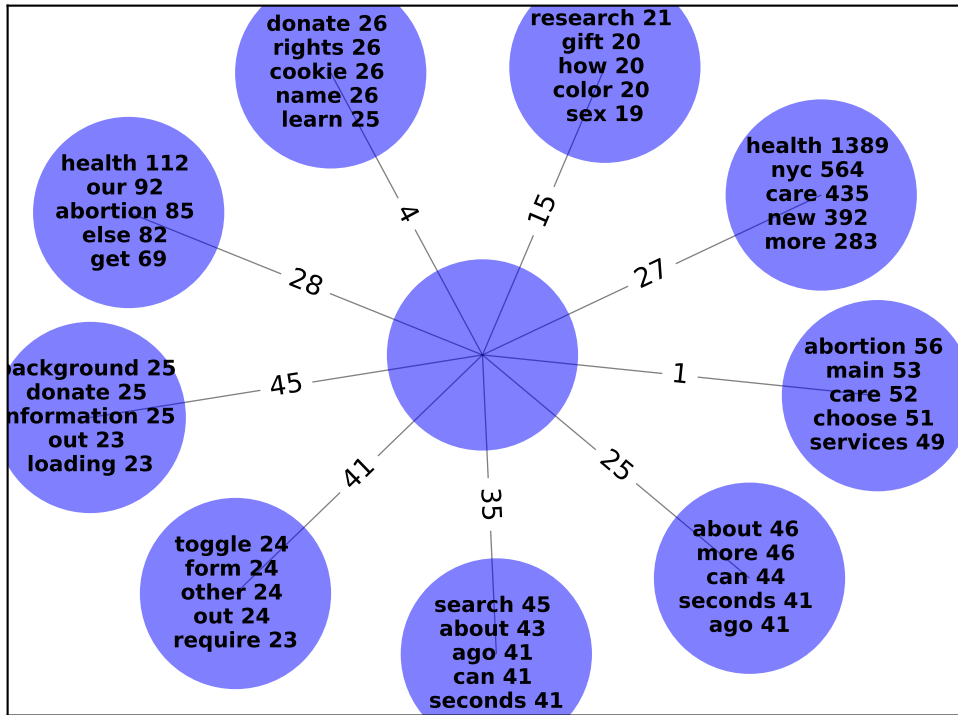 donate 26
rights 26
cookie 26
name 26
learn 25
research 21
gift 20
how 20
color 20
sex 19
health 1389
nyc 564
care 435
new 392
more 283
health 112
our 92
abortion 85
else 82
get 69
4
15
27
28
abortion 56
main 53
care 52
choose 51
services 49
1
45
ackground 25
donate 25
nformation 25
out 23
loading 23
41
35
25
toggle 24
form 24
other 24
out 24
require 23
search 45
about 43
ago 41
can 41
seconds 41
about 46
more 46
can 44
seconds 41
ago 41